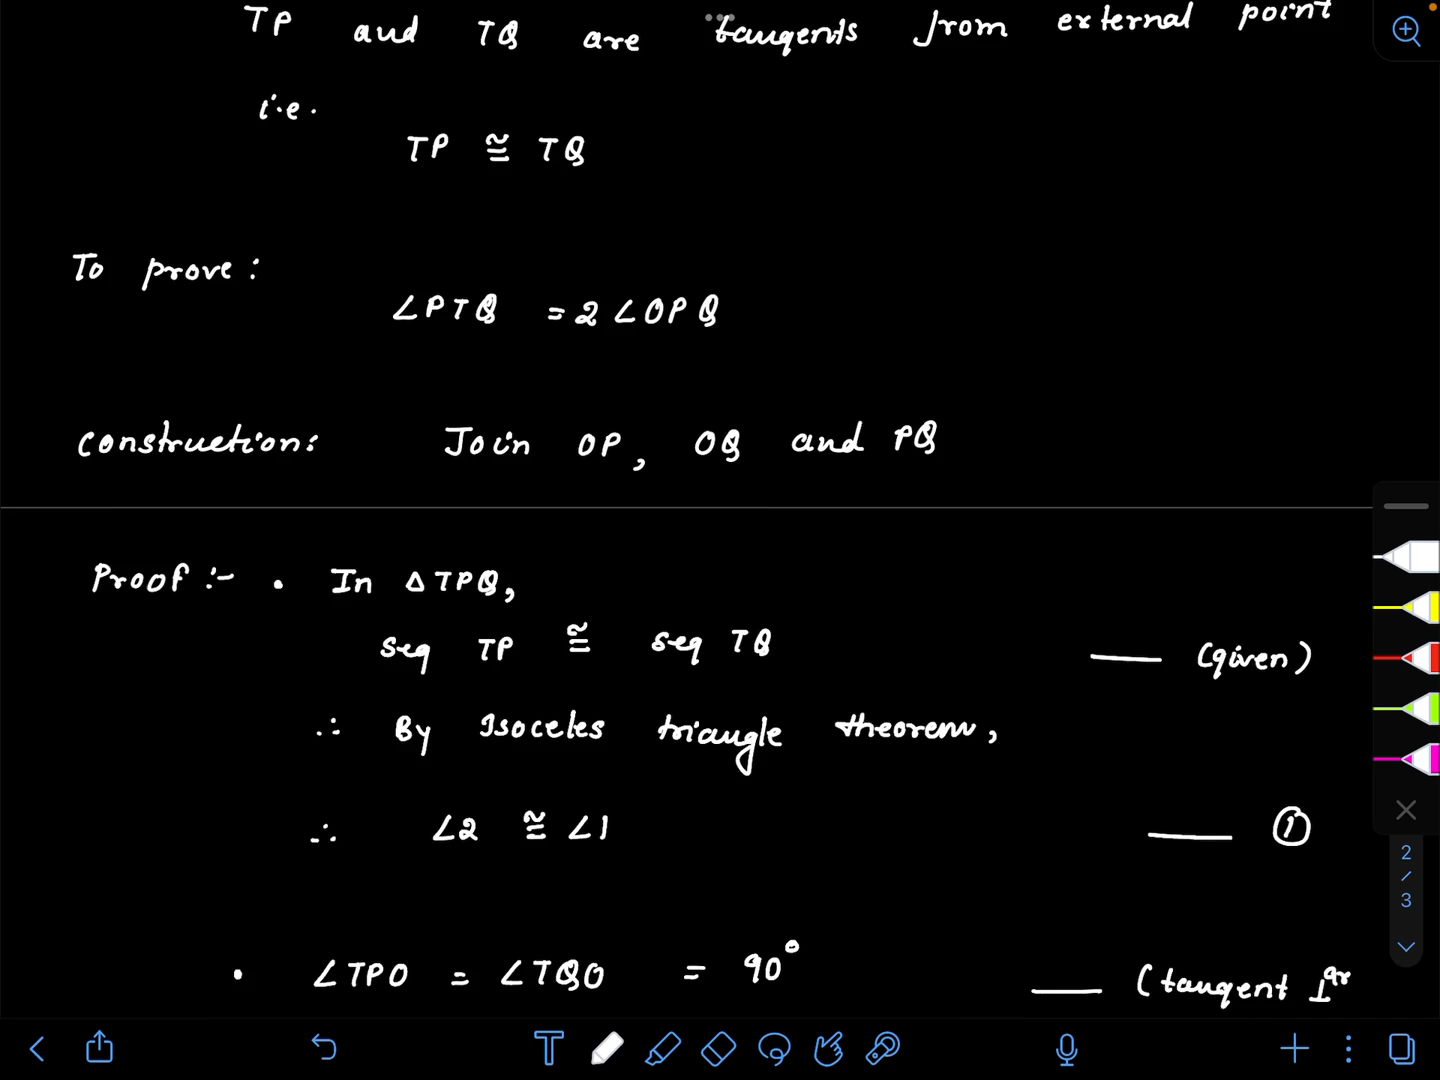 TP and TQ are tangents from external point
i.e.
TP ≅ TQ
To prove:
∠PTQ = 2 ∠OPQ
Construction: Join OP, OQ and PQ
Proof :- • In Δ TPQ,
seg TP ≅ seg TQ — (given)
∴ By Isoceles triangle theorem,
∴ ∠2 ≅ ∠1 — ①
• ∠TPO = ∠TQO = 90° — (tangent ⊥ar
2
/
3